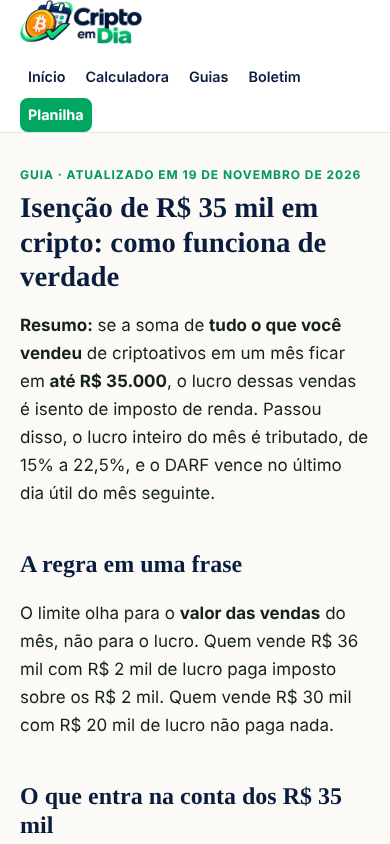 Cripto
em Dia
Início Calculadora Guias Boletim
Planilha
GUIA · ATUALIZADO EM 19 DE NOVEMBRO DE 2026
Isenção de R$ 35 mil em
cripto: como funciona de
verdade
Resumo: se a soma de tudo o que você
vendeu de criptoativos em um mês ficar
em até R$ 35.000, o lucro dessas vendas
é isento de imposto de renda. Passou
disso, o lucro inteiro do mês é tributado, de
15% a 22,5%, e o DARF vence no último
dia útil do mês seguinte.
A regra em uma frase
O limite olha para o valor das vendas do
mês, não para o lucro. Quem vende R$ 36
mil com R$ 2 mil de lucro paga imposto
sobre os R$ 2 mil. Quem vende R$ 30 mil
com R$ 20 mil de lucro não paga nada.
O que entra na conta dos R$ 35
mil